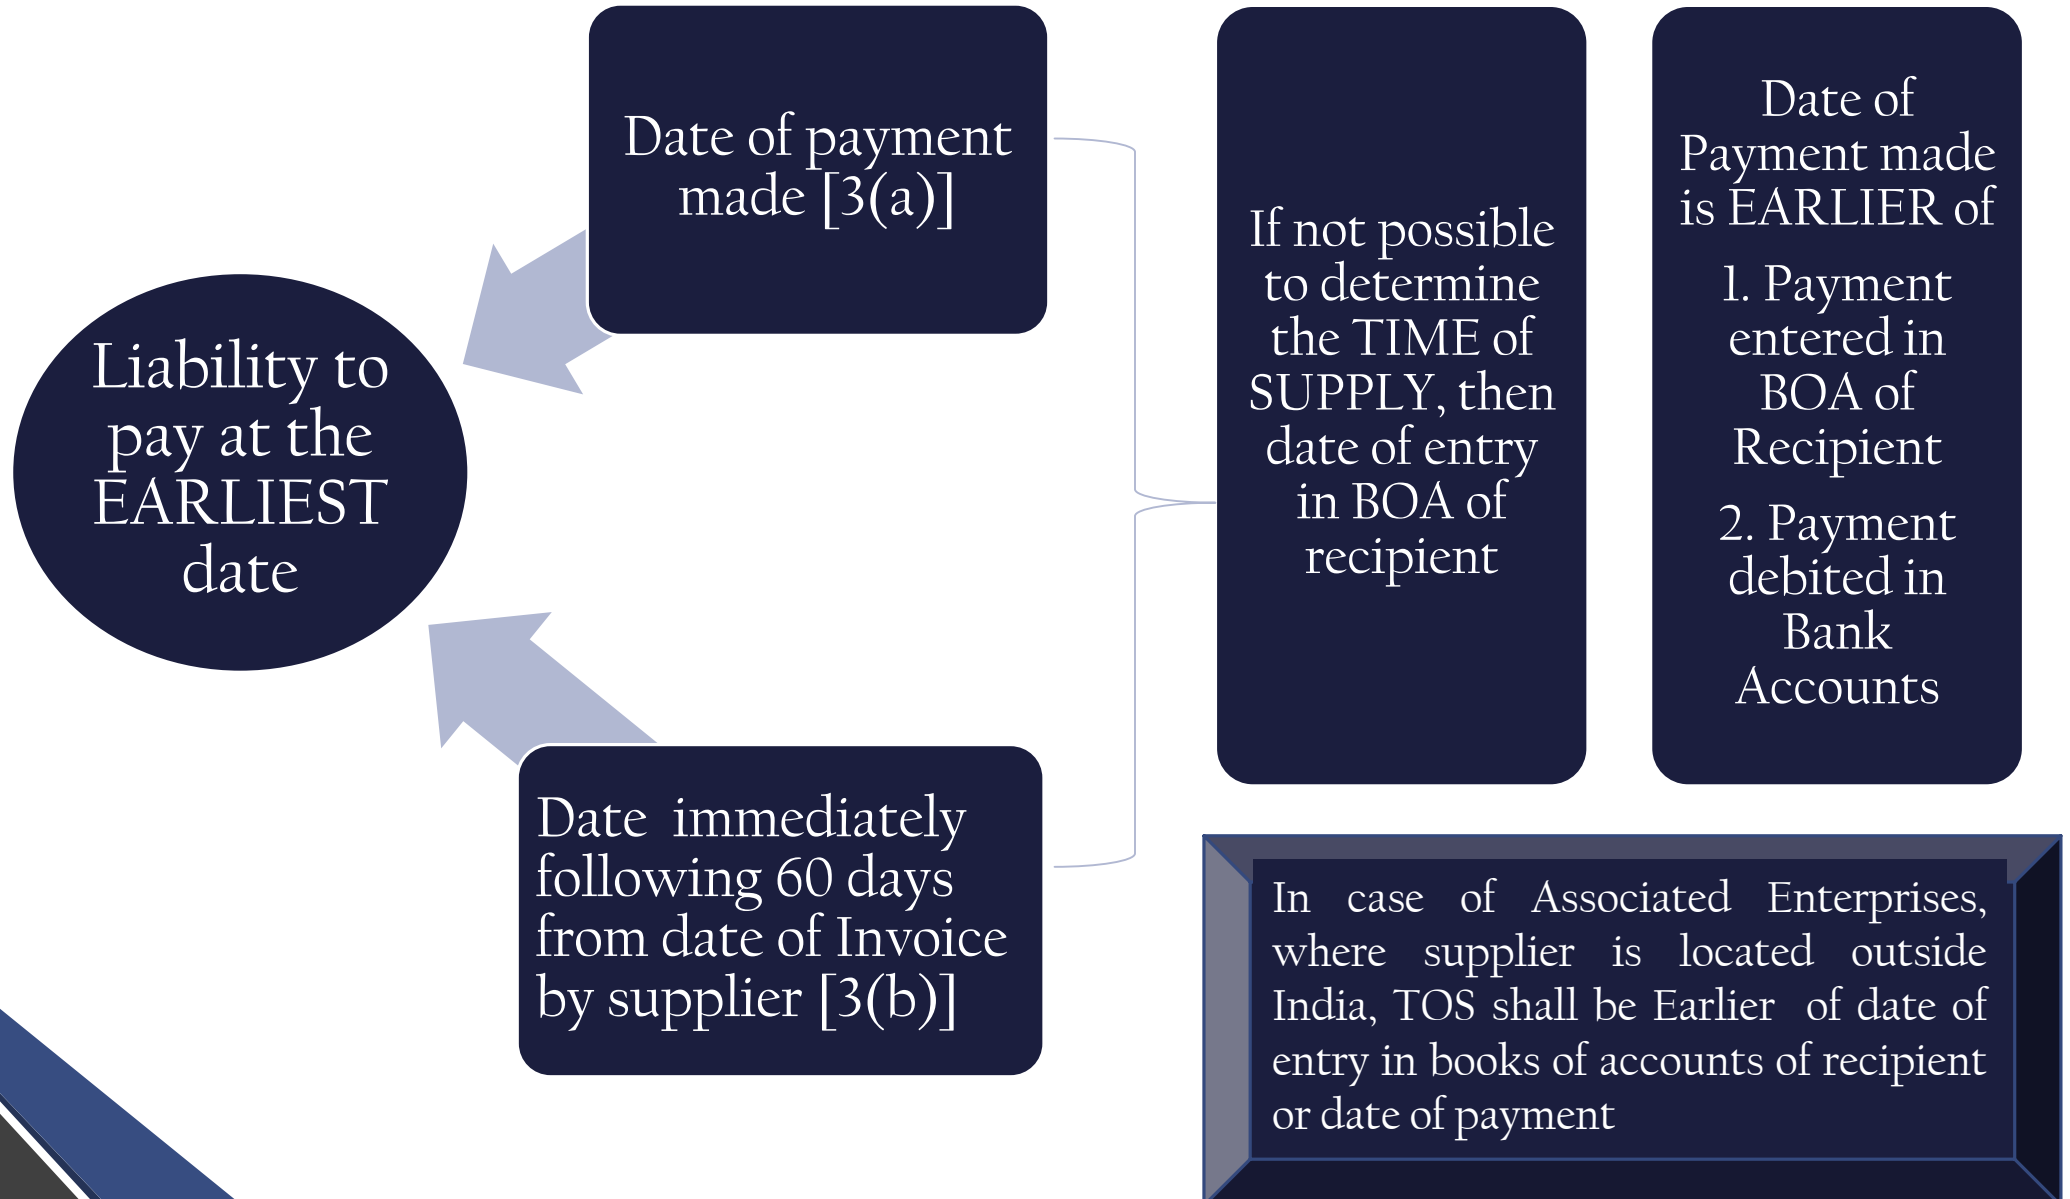 Liability to
pay at the
EARLIEST
date
Date of payment
made [3(a)]
Date immediately
following 60 days
from date of Invoice
by supplier [3(b)]
If not possible
to determine
the TIME of
SUPPLY, then
date of entry
in BOA of
recipient
Date of
Payment made
is EARLIER of
1. Payment
entered in
BOA of
Recipient
2. Payment
debited in
Bank
Accounts
In case of Associated Enterprises,
where supplier is located outside
India, TOS shall be Earlier of date of
entry in books of accounts of recipient
or date of payment